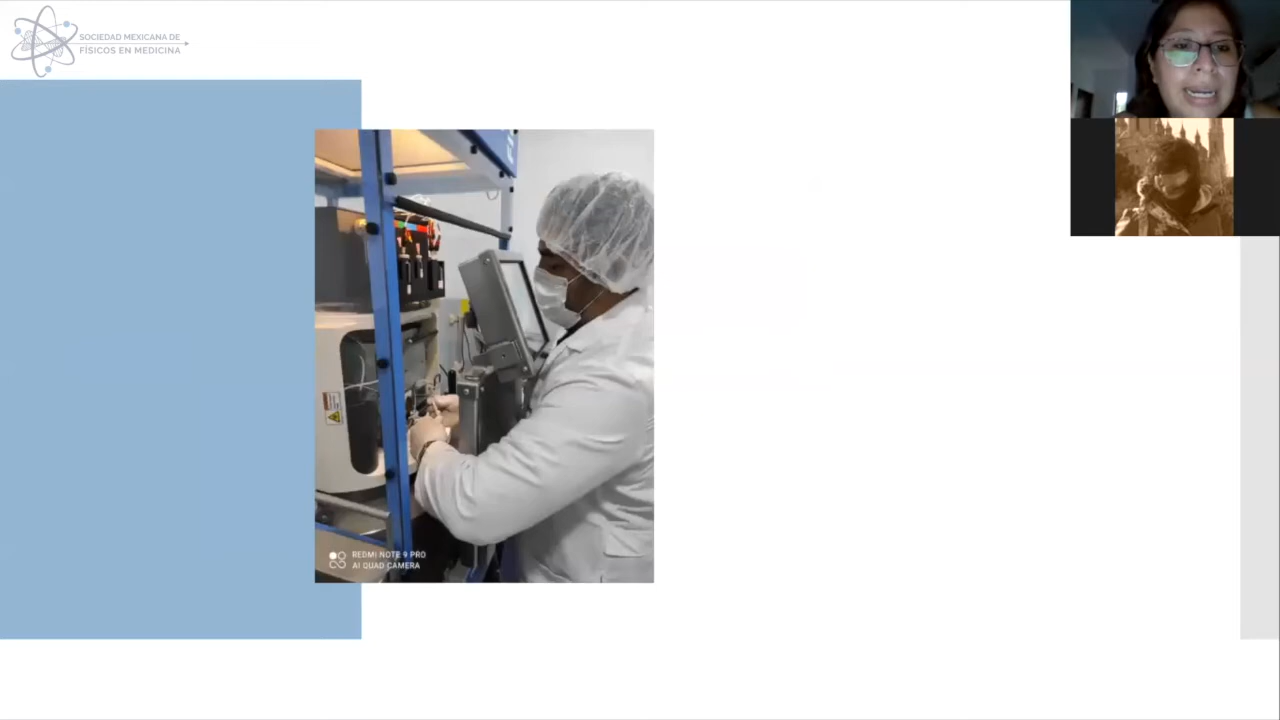 SOCIEDAD MEXICANA DE
FÍSICOS EN MEDICINA
REDMI NOTE 9 PRO
AI QUAD CAMERA